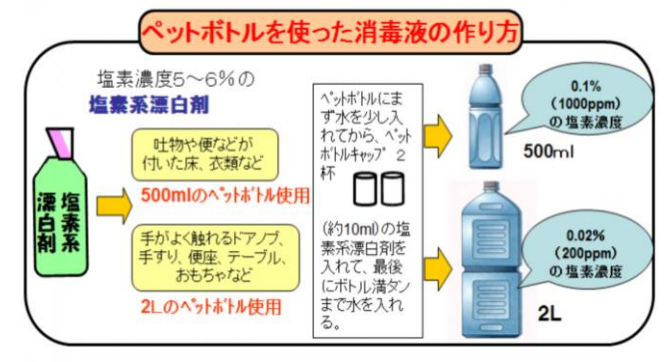 ペットボトルを使った消毒液の作り方
塩素濃度5～6%の
塩素系漂白剤
塩素系
漂白剤
吐物や便などが
付いた床、衣類など
500mlのペットボトル使用
手がよく触れるドアノブ、
手すり、便座、テーブル、
おもちゃなど
2Lのペットボトル使用
ペットボトルにま
ず水を少し入
れてから、ペット
ボトルキャップ 2
杯
(約10ml)の塩
素系漂白剤を
入れて、最後
にボトル満タン
まで水を入れ
る。
0.1%
(1000ppm)
の塩素濃度
500ml
0.02%
(200ppm)
の塩素濃度
2L